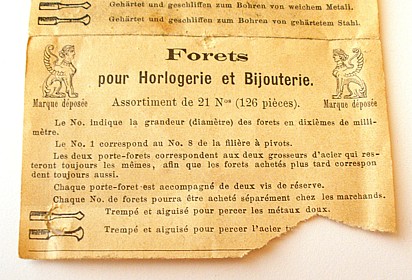 Gehärtet und geschliffen zum Bohren von weichem Metall.
Gehärtet und geschliffen zum Bohren von gehärtetem Stahl.
Forets
pour Horlogerie et Bijouterie.
Assortiment de 21 Nos (126 pièces).
Marque déposée
Marque déposée
Le No. indique la grandeur (diamètre) des forets en dixièmes de milli-
mètre.
Le No. 1 correspond au No. 8 de la filière à pivots.
Les deux porte-forets correspondent aux deux grosseurs d'acier qui res-
teront toujours les mêmes, afin que les forets achetés plus tard correspon-
dent toujours aussi.
Chaque porte-foret est accompagné de deux vis de réserve.
Chaque No. de forets pourra être acheté séparément chez les marchands.
Trempé et aiguisé pour percer les métaux doux.
Trempé et aiguisé pour percer l'acier